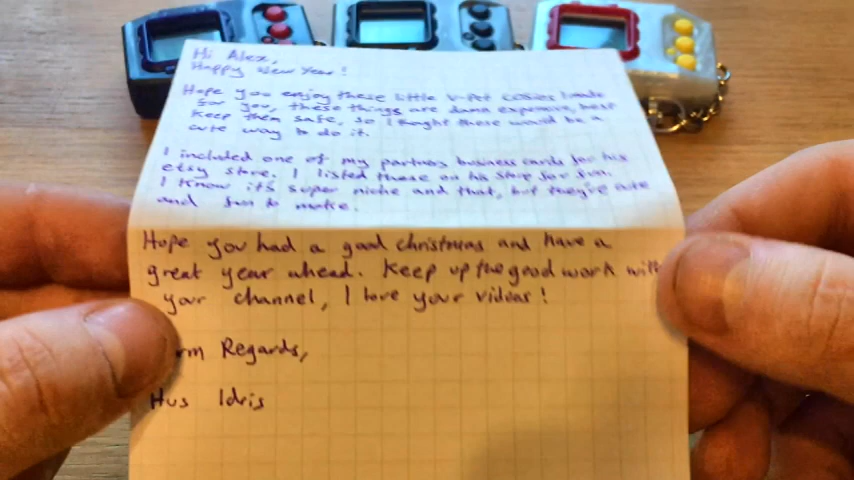 Hi Alex,
Happy New Year!
Hope you enjoy these little V-Pet cosies I made
for you, these things are damn expensive, best
keep them safe, so I thought these would be a
cute way to do it.
I included one of my partners business cards for his
etsy store. I listed these on his shop for fun.
I know it's super niche and that, but they're cute
and fun to make.
Hope you had a good christmas and have a
great year ahead. Keep up the good work with
your channel, I love your videos!
rm Regards,
Hus Idris